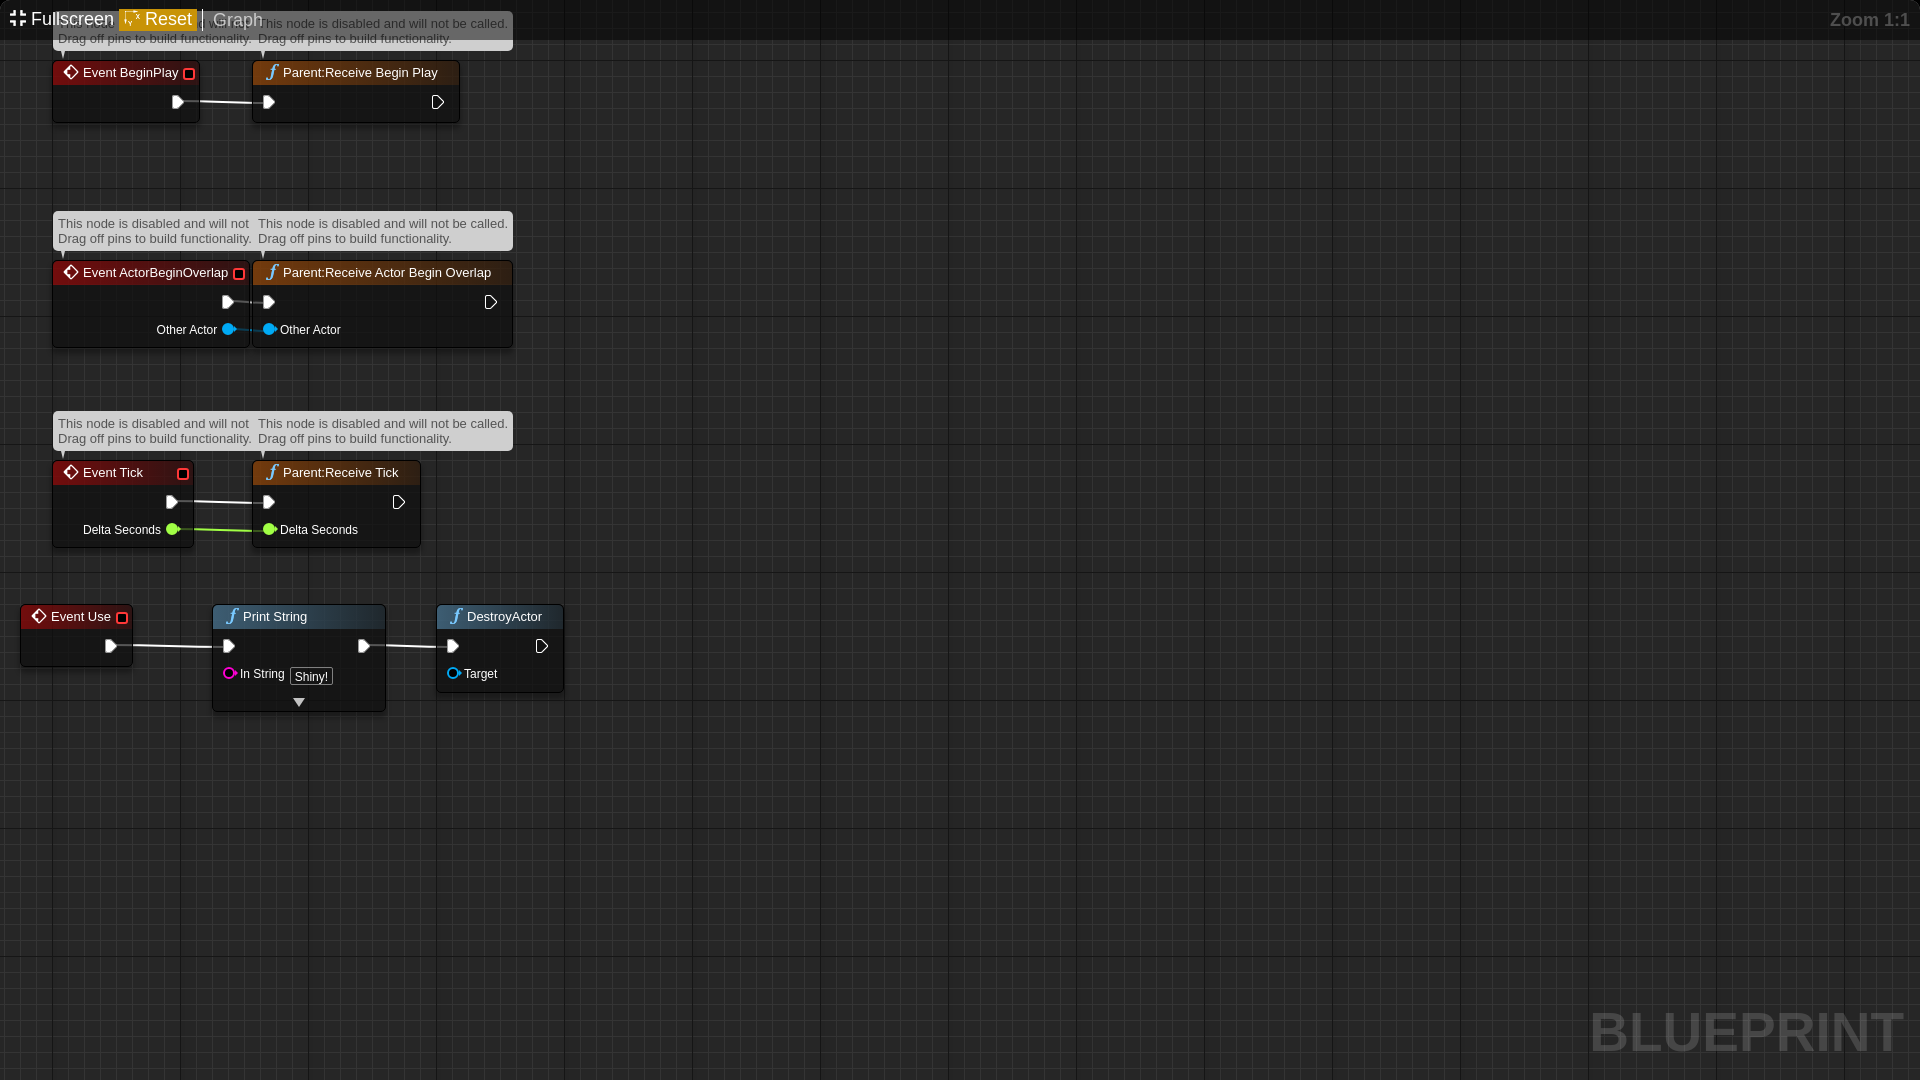 Fullscreen Reset Graph
Zoom 1:1
This node is disabled and will not be called.
Drag off pins to build functionality. Drag off pins to build functionality.
Event BeginPlay
Parent:Receive Begin Play
This node is disabled and will not This node is disabled and will not be called.
Drag off pins to build functionality. Drag off pins to build functionality.
Event ActorBeginOverlap
Parent:Receive Actor Begin Overlap
Other Actor
Other Actor
This node is disabled and will not This node is disabled and will not be called.
Drag off pins to build functionality. Drag off pins to build functionality.
Event Tick
Parent:Receive Tick
Delta Seconds
Delta Seconds
Event Use
Print String
In String Shiny!
DestroyActor
Target
BLUEPRINT